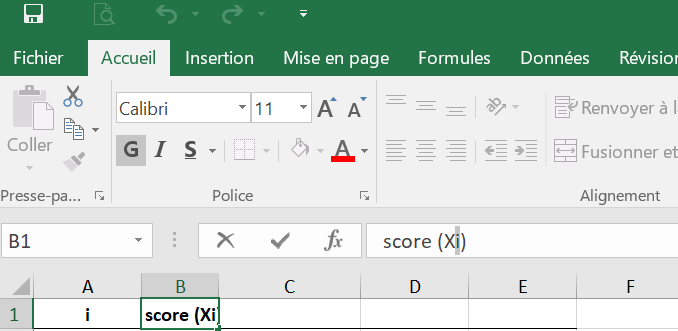 Fichier Accueil Insertion Mise en page Formules Données Révision
Calibri 11 A A Renvoyer à la
Coller
G I S A Fusionner et
Presse-pa... Police Alignement
B1 fx score (Xi)
A B C D E F
1 i score (Xi)